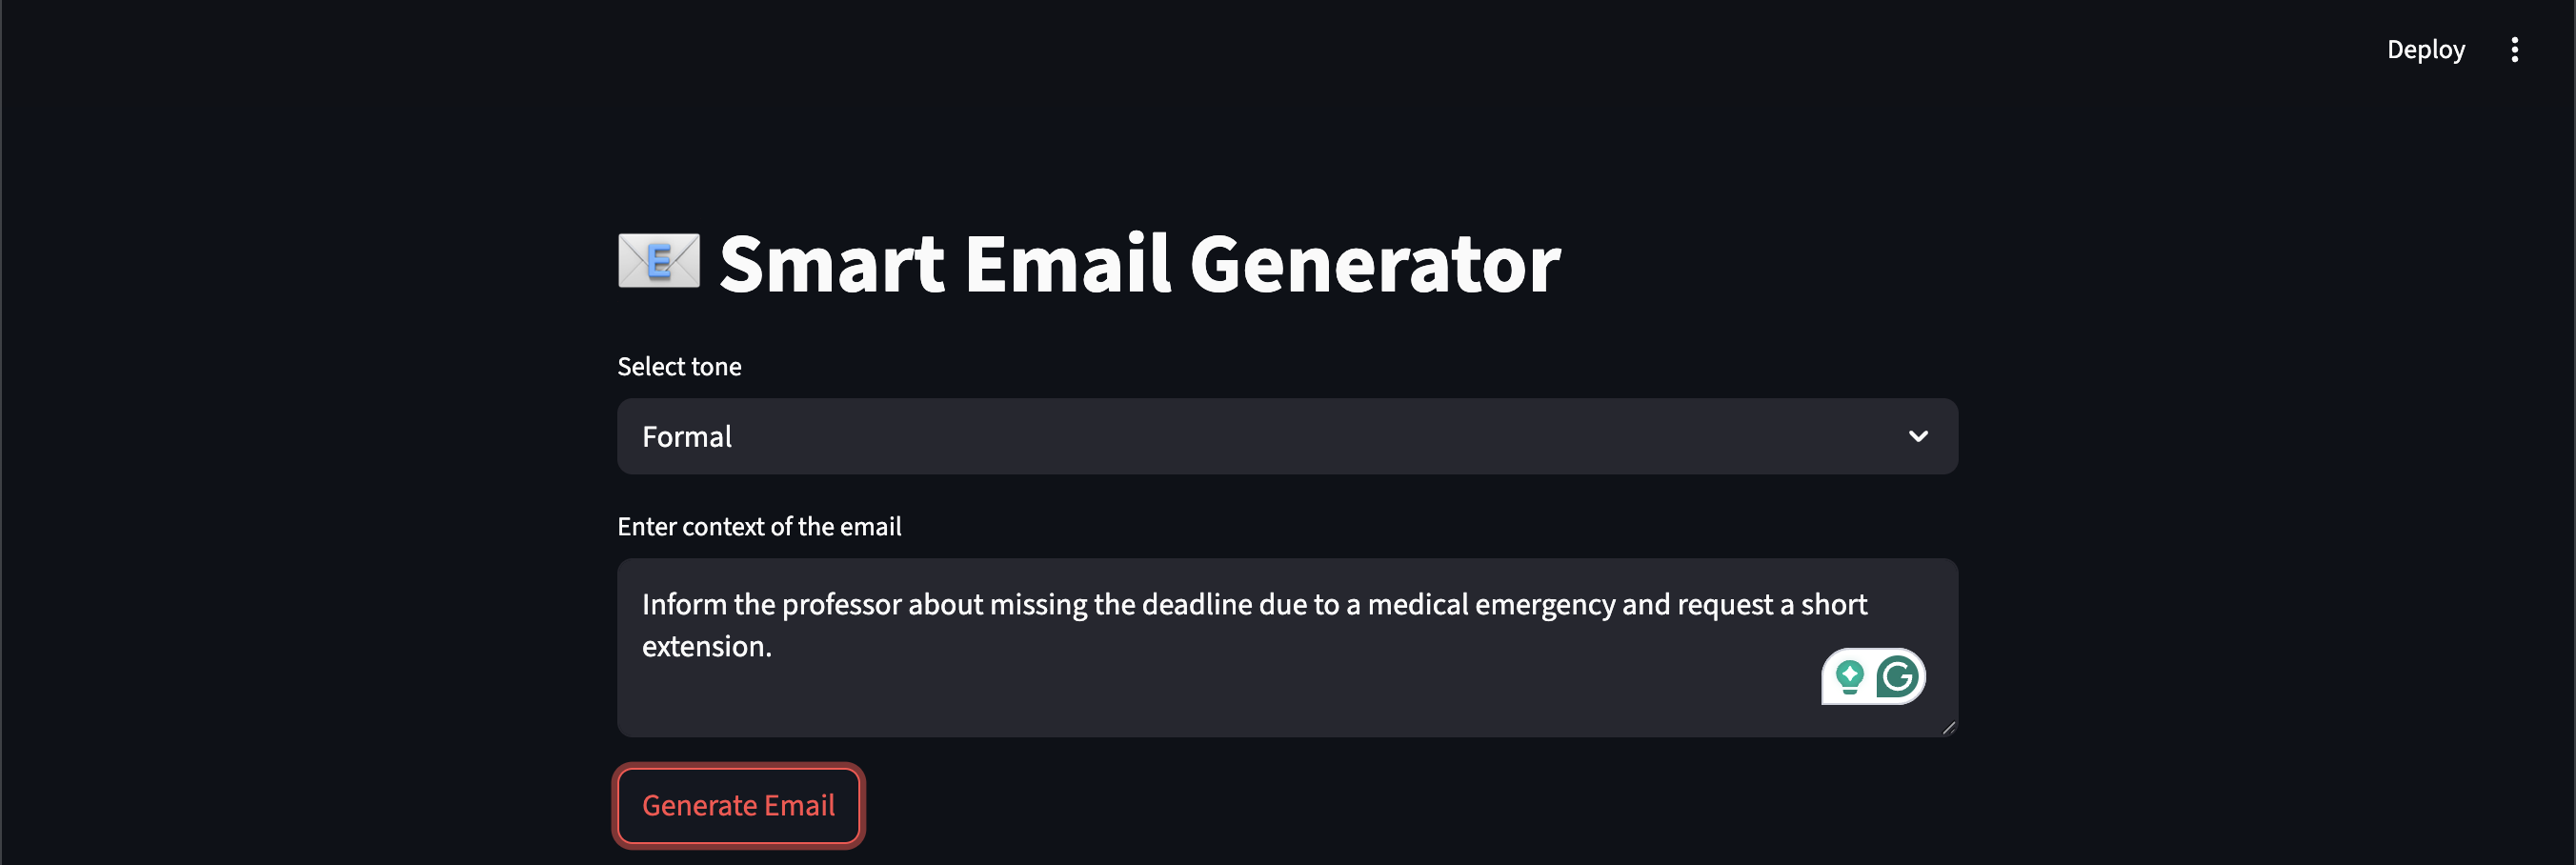 Deploy
📧 Smart Email Generator
Select tone
Formal
Enter context of the email
Inform the professor about missing the deadline due to a medical emergency and request a short
extension.
Generate Email